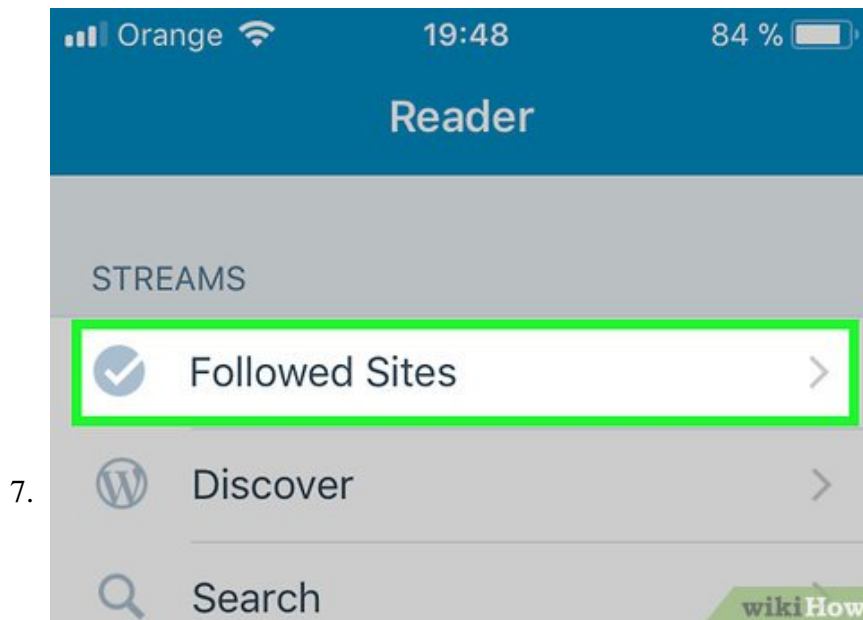 Orange 19:48 84 %
Reader
STREAMS
Followed Sites
Discover
7.
Search
wikiHow